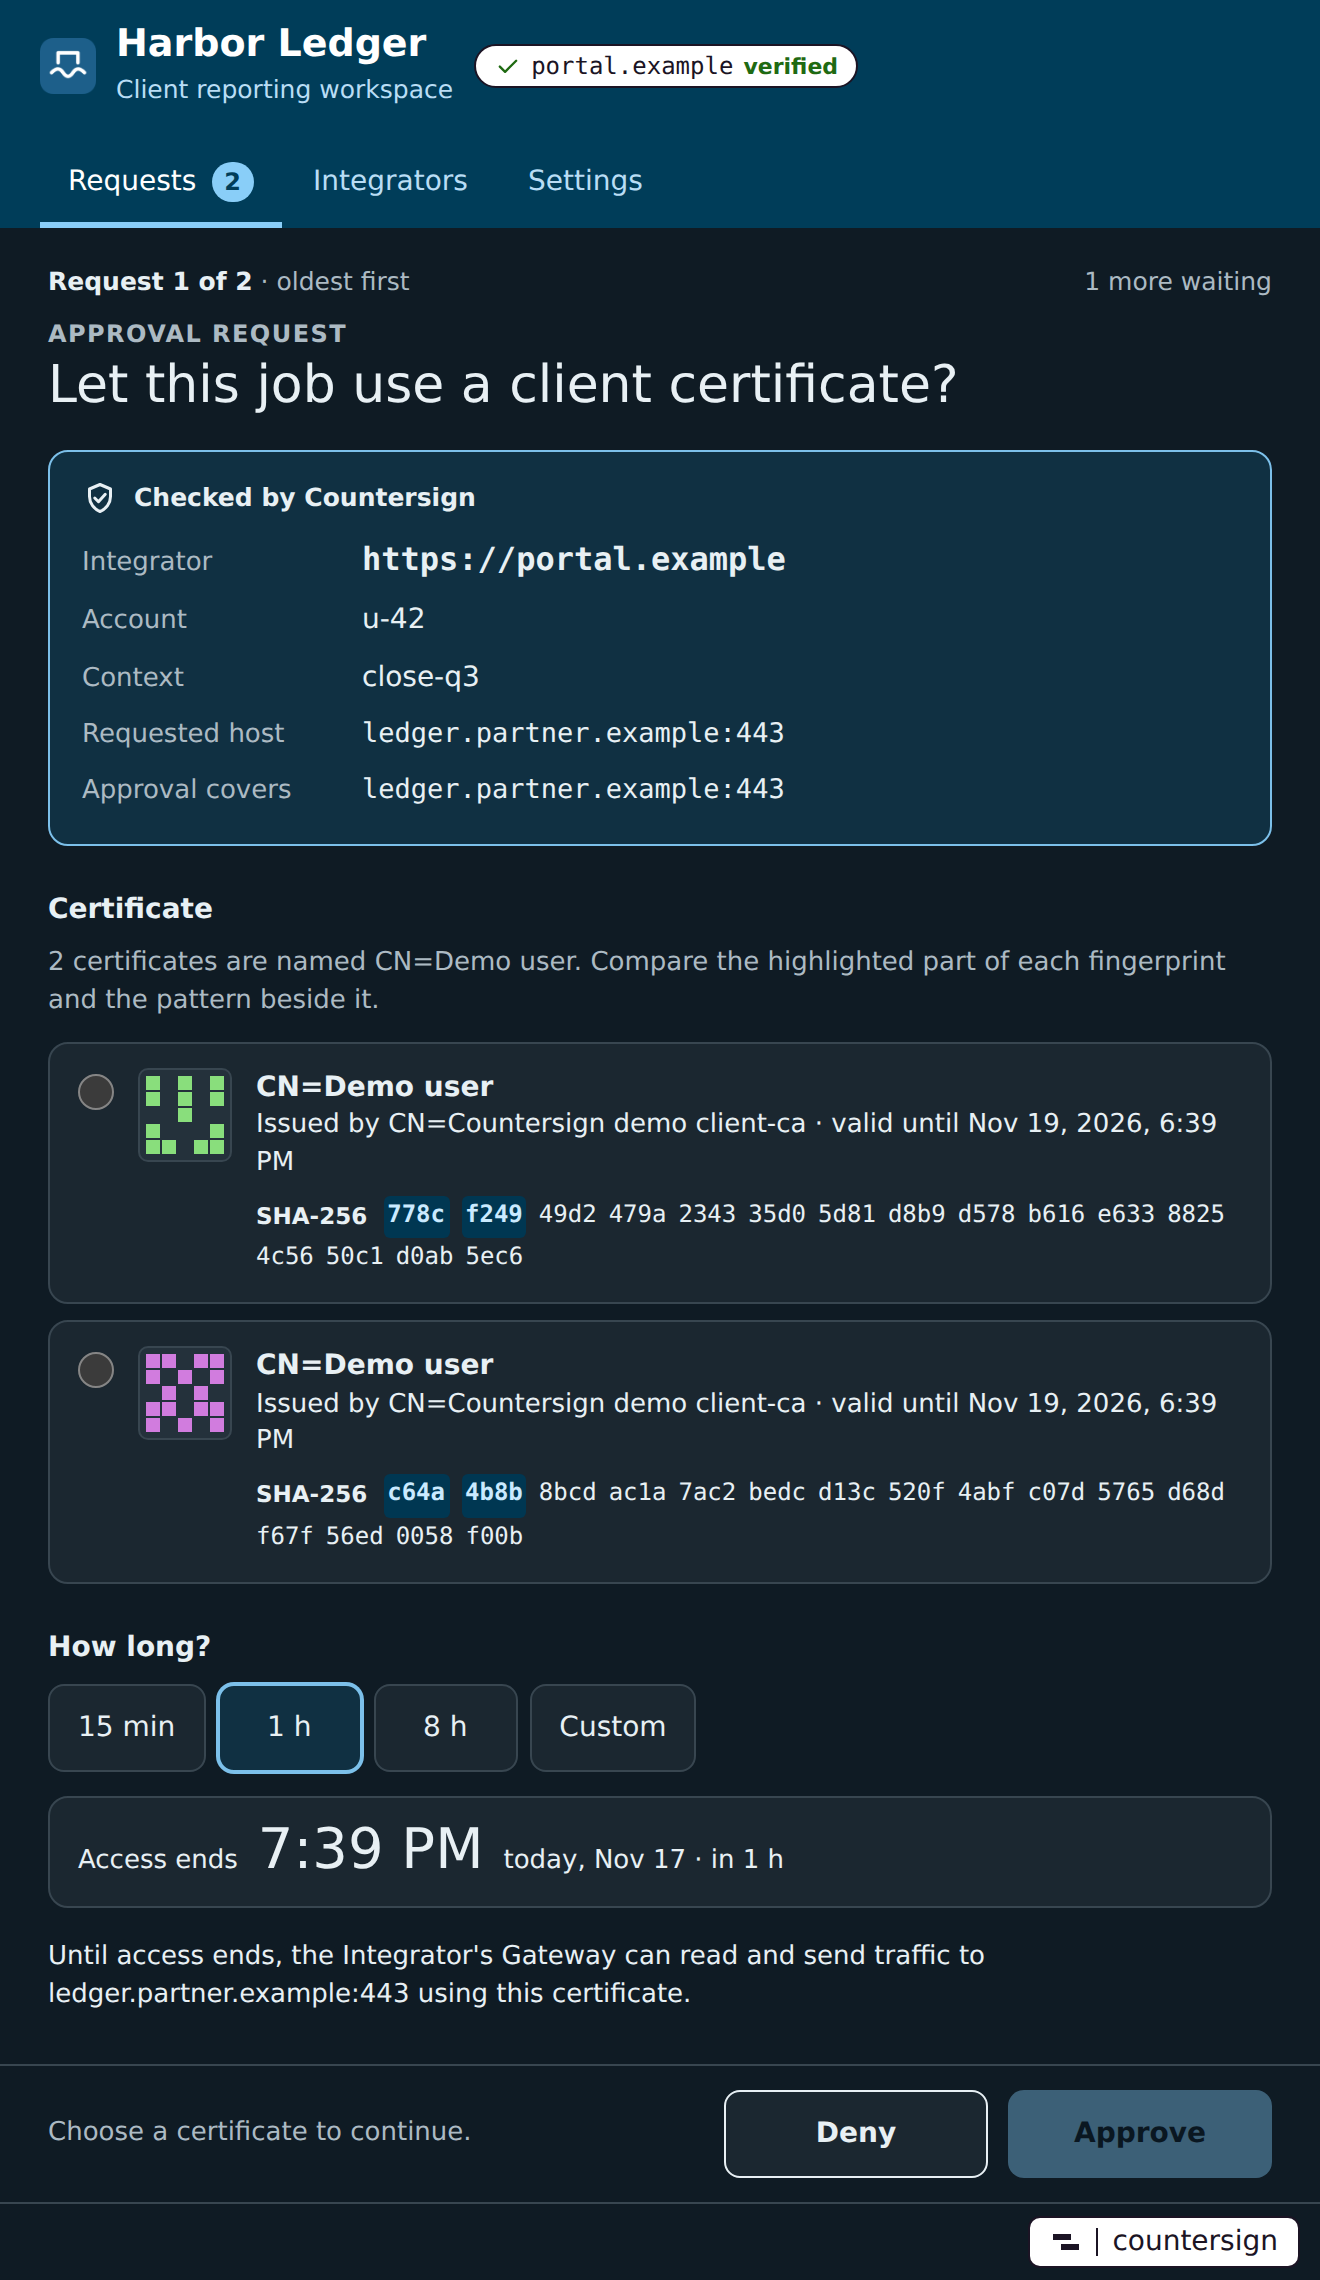 Harbor Ledger
Client reporting workspace
portal.example verified
Requests 2 Integrators Settings
Request 1 of 2 · oldest first 1 more waiting
APPROVAL REQUEST
Let this job use a client certificate?
Checked by Countersign
Integrator https://portal.example
Account u-42
Context close-q3
Requested host ledger.partner.example:443
Approval covers ledger.partner.example:443
Certificate
2 certificates are named CN=Demo user. Compare the highlighted part of each fingerprint
and the pattern beside it.
CN=Demo user
Issued by CN=Countersign demo client-ca · valid until Nov 19, 2026, 6:39
PM
SHA-256 778c f249 49d2 479a 2343 35d0 5d81 d8b9 d578 b616 e633 8825
4c56 50c1 d0ab 5ec6
CN=Demo user
Issued by CN=Countersign demo client-ca · valid until Nov 19, 2026, 6:39
PM
SHA-256 c64a 4b8b 8bcd ac1a 7ac2 bedc d13c 520f 4abf c07d 5765 d68d
f67f 56ed 0058 f00b
How long?
15 min 1 h 8 h Custom
Access ends 7:39 PM today, Nov 17 · in 1 h
Until access ends, the Integrator's Gateway can read and send traffic to
ledger.partner.example:443 using this certificate.
Choose a certificate to continue. Deny Approve
countersign